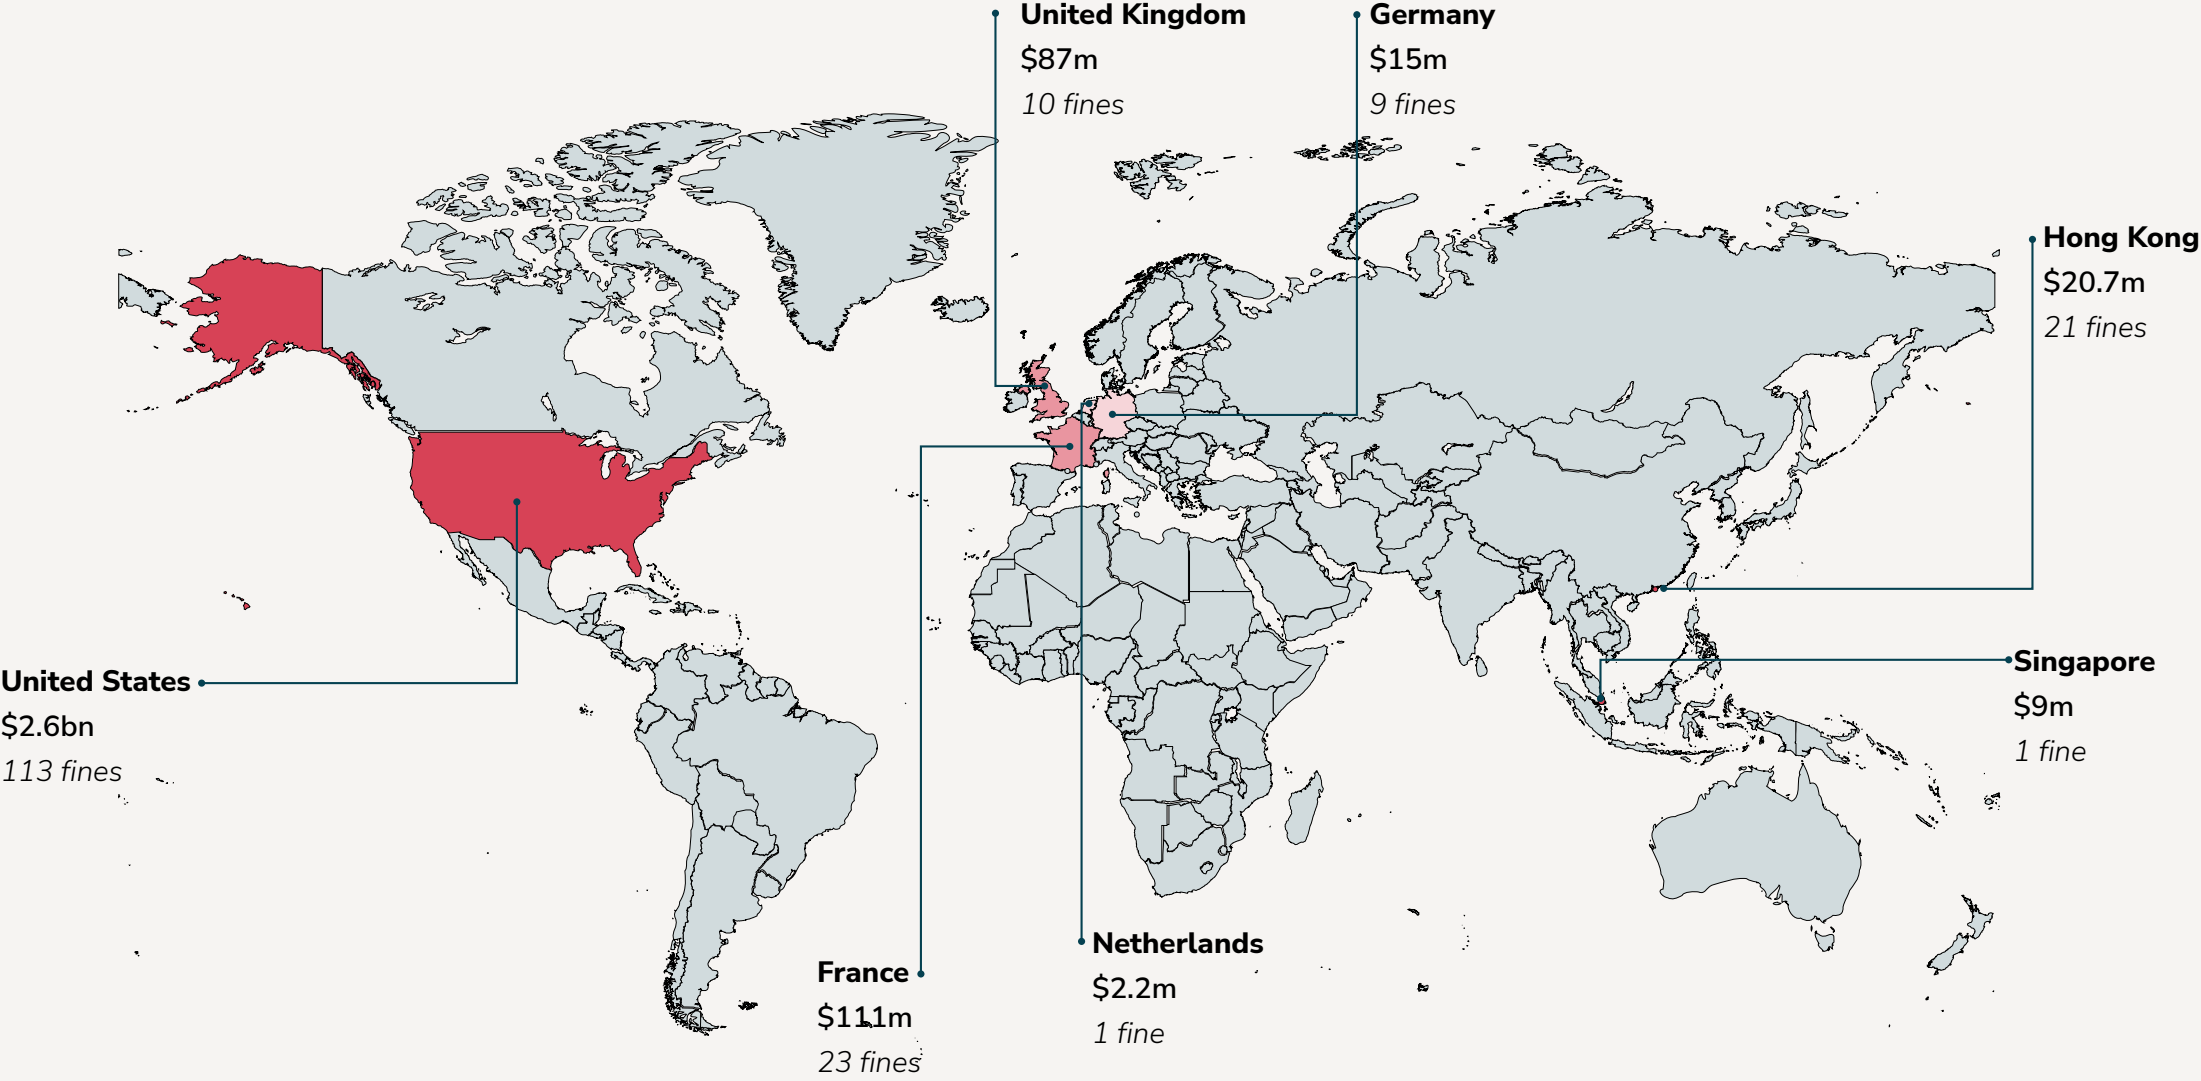 United Kingdom
$87m
10 fines
Germany
$15m
9 fines
Hong Kong
$20.7m
21 fines
United States
$2.6bn
113 fines
Singapore
$9m
1 fine
Netherlands
$2.2m
1 fine
France
$111m
23 fines